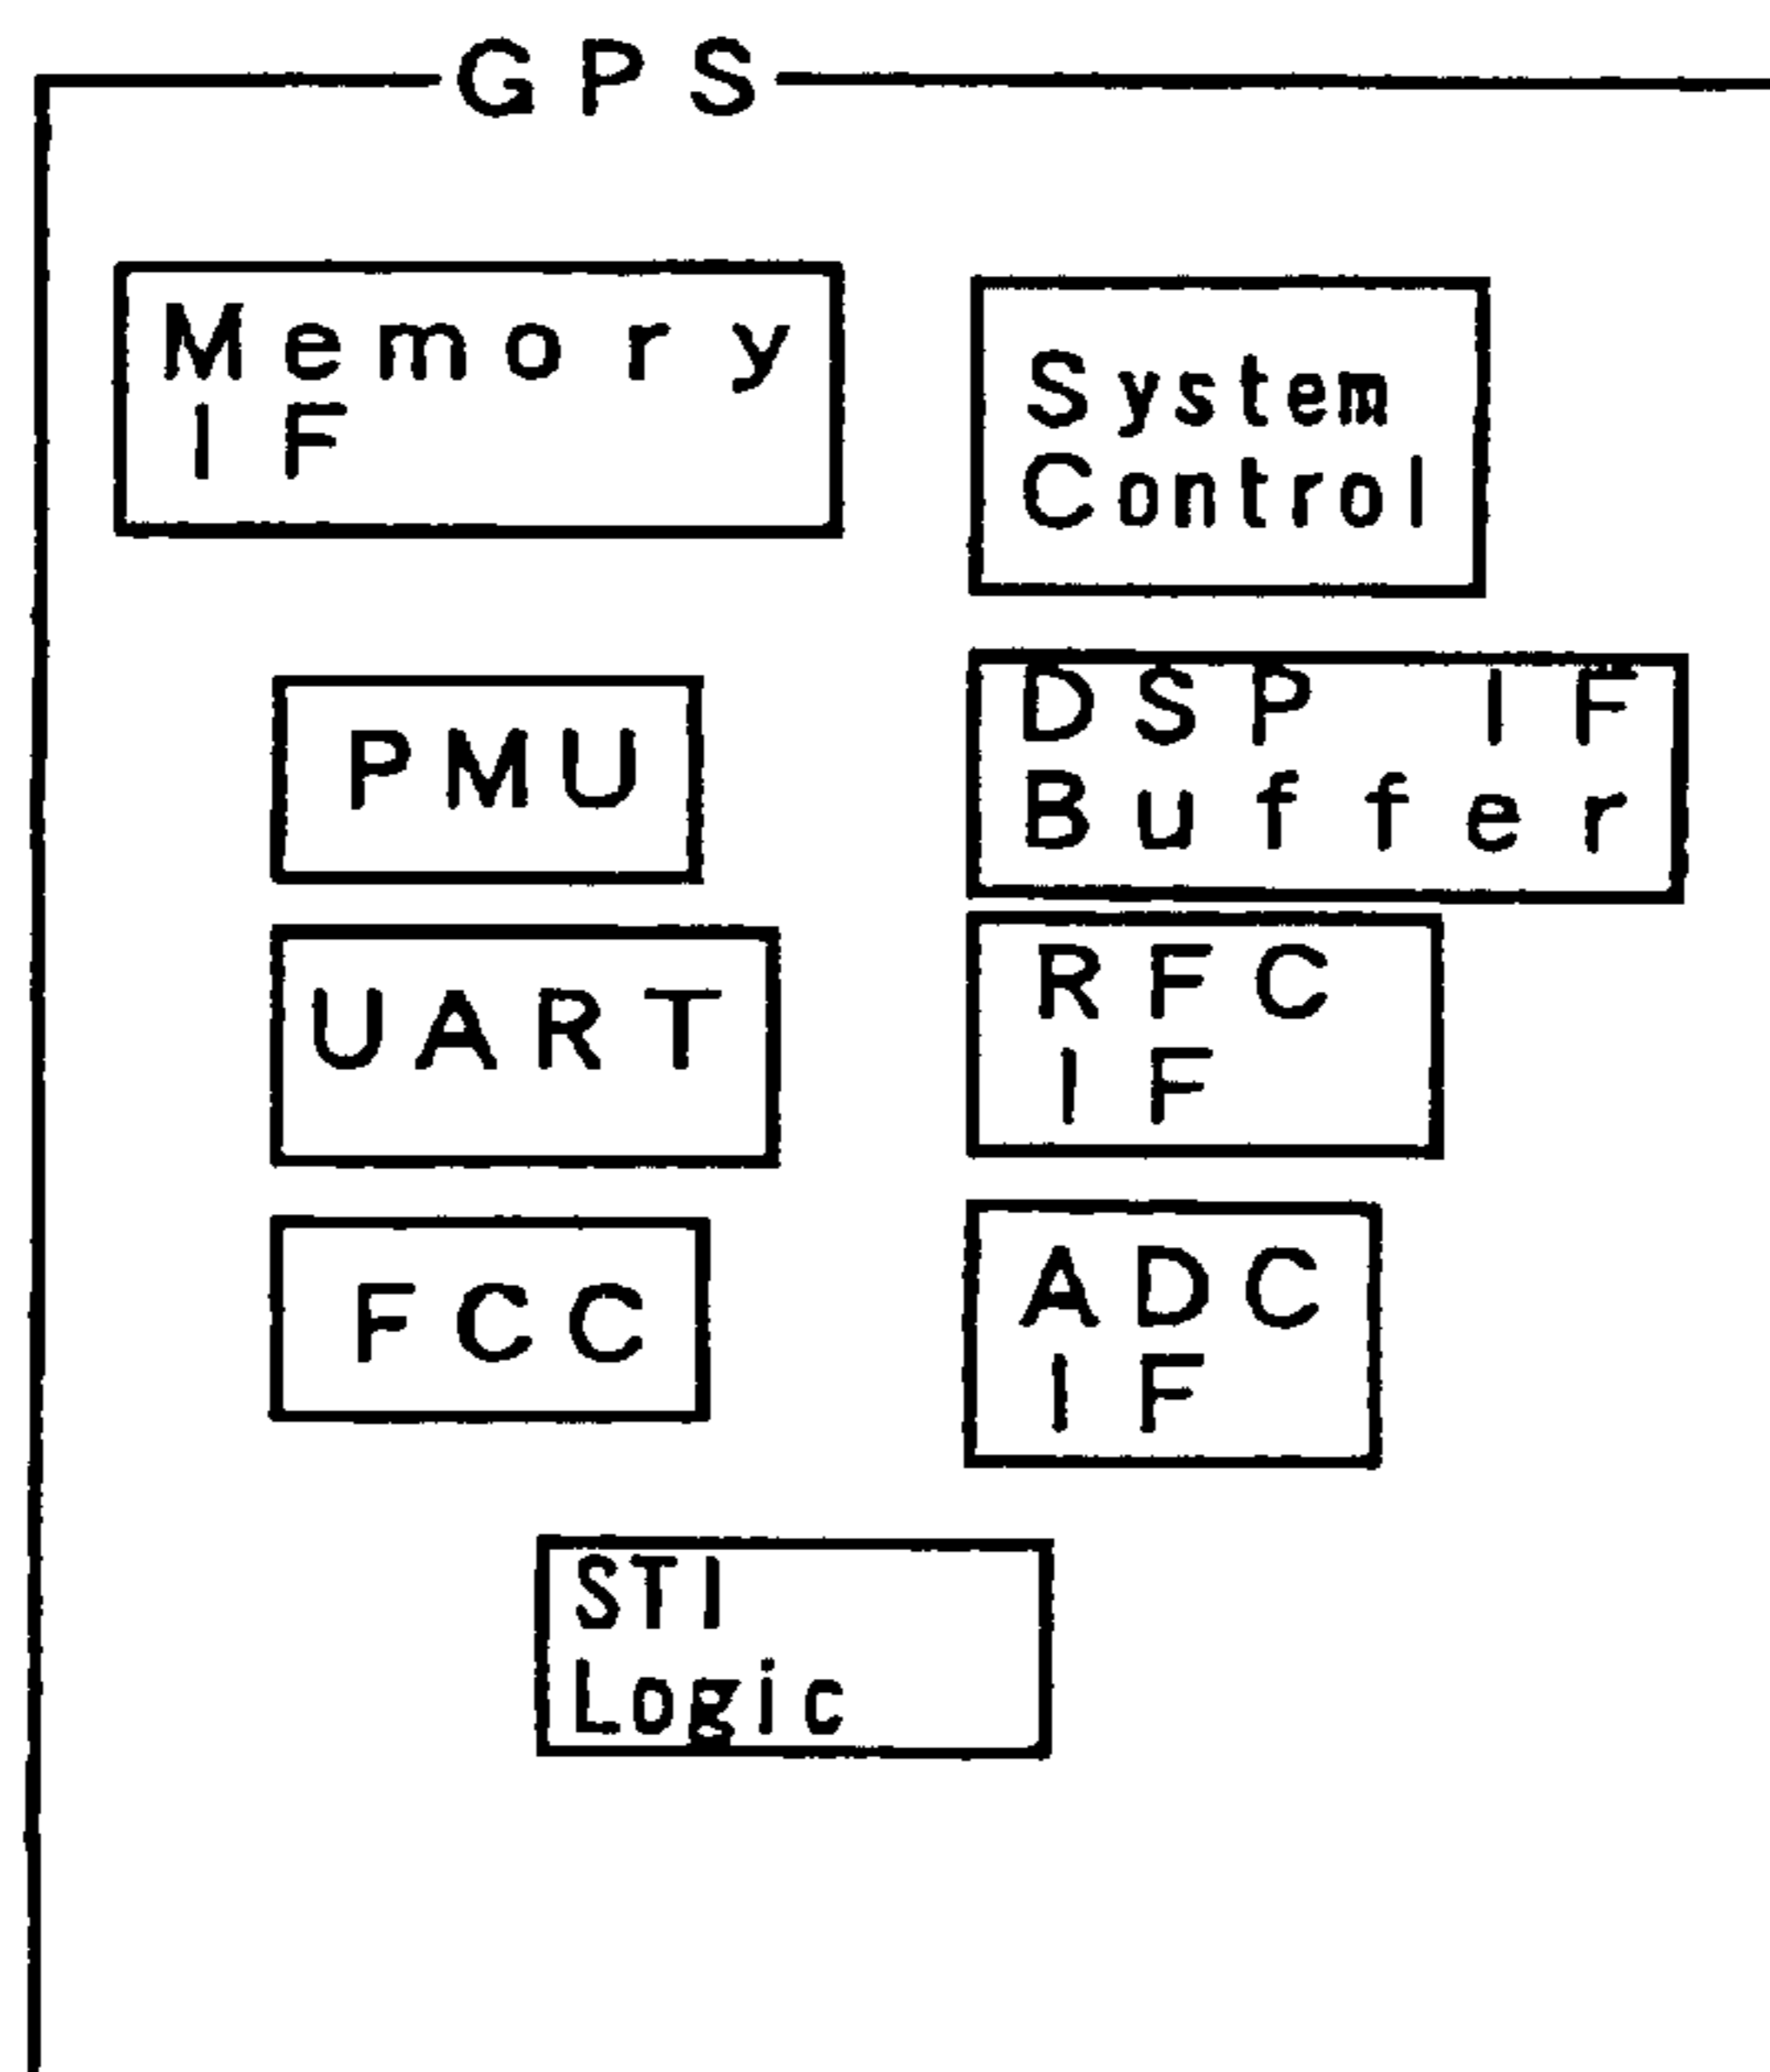 GPS
Memory
IF
System
Control
PMU
DSP IF
Buffer
UART
RFC
IF
FCC
ADC
IF
STI
Logic